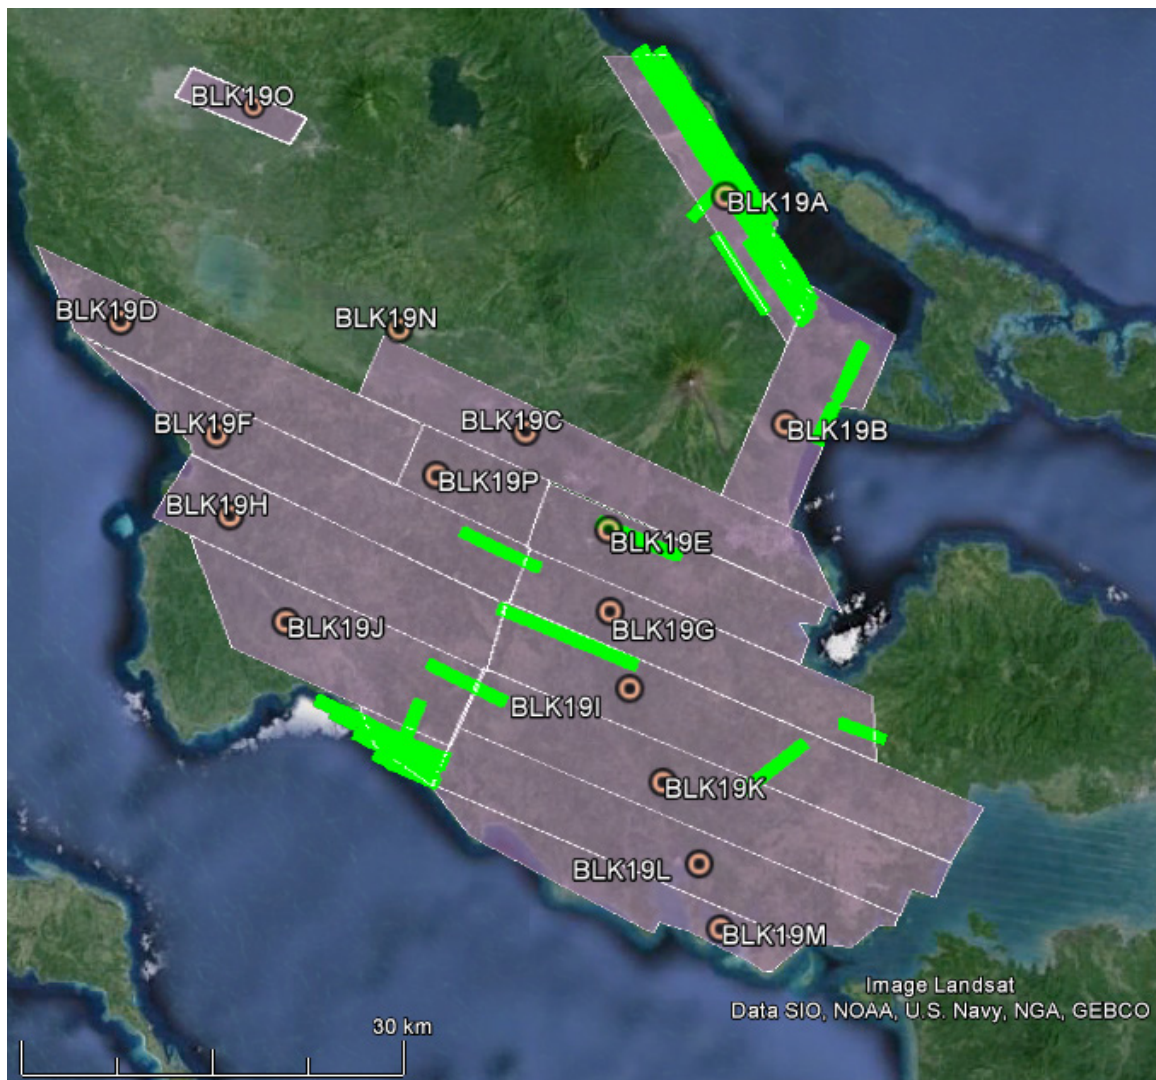 BLK19O
BLK19A
BLK19D
BLK19N
BLK19F
BLK19C
BLK19B
BLK19P
BLK19H
BLK19E
BLK19J
BLK19G
BLK19I
BLK19K
BLK19L
BLK19M
Image Landsat
Data SIO, NOAA, U.S. Navy, NGA, GEBCO
30 km